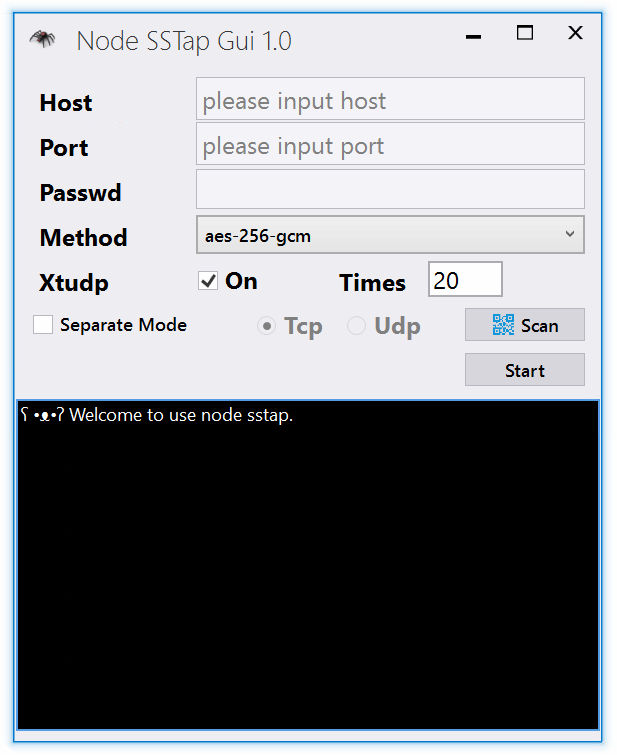 Node SSTap Gui 1.0
Host please input host
Port please input port
Passwd
Method aes-256-gcm
Xtudp On Times 20
Separate Mode Tcp Udp Scan
Start
ʕ •ᴥ•ʔ Welcome to use node sstap.